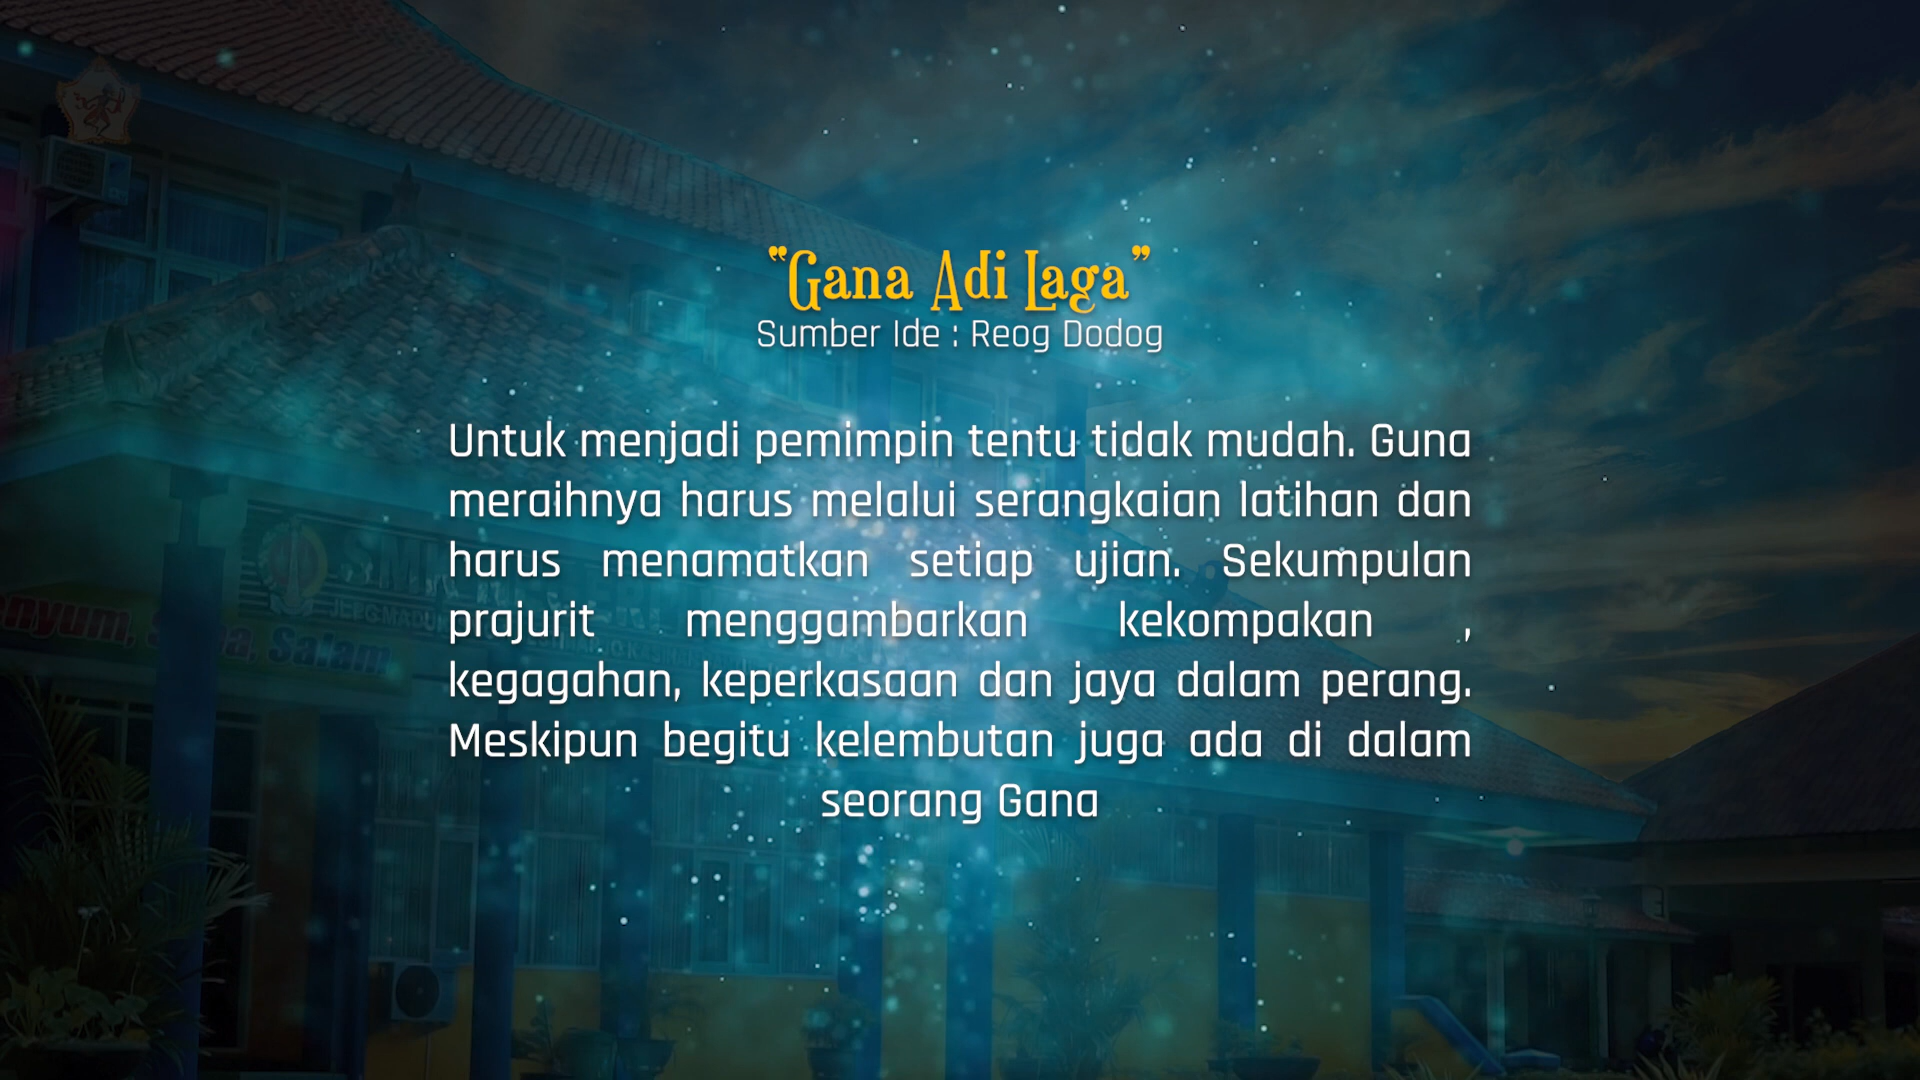 “Gana Adi Laga”
Sumber Ide : Reog Dodog
Untuk menjadi pemimpin tentu tidak mudah. Guna
meraihnya harus melalui serangkaian latihan dan
harus menamatkan setiap ujian. Sekumpulan
prajurit menggambarkan kekompakan ,
kegagahan, keperkasaan dan jaya dalam perang.
Meskipun begitu kelembutan juga ada di dalam
seorang Gana
Salam